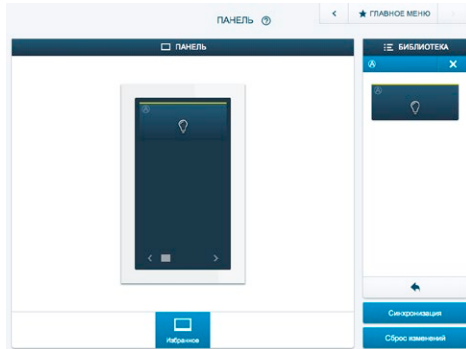 ПАНЕЛЬ
ГЛАВНОЕ МЕНЮ
ПАНЕЛЬ
БИБЛИОТЕКА
Избранное
Синхронизация
Сброс изменений